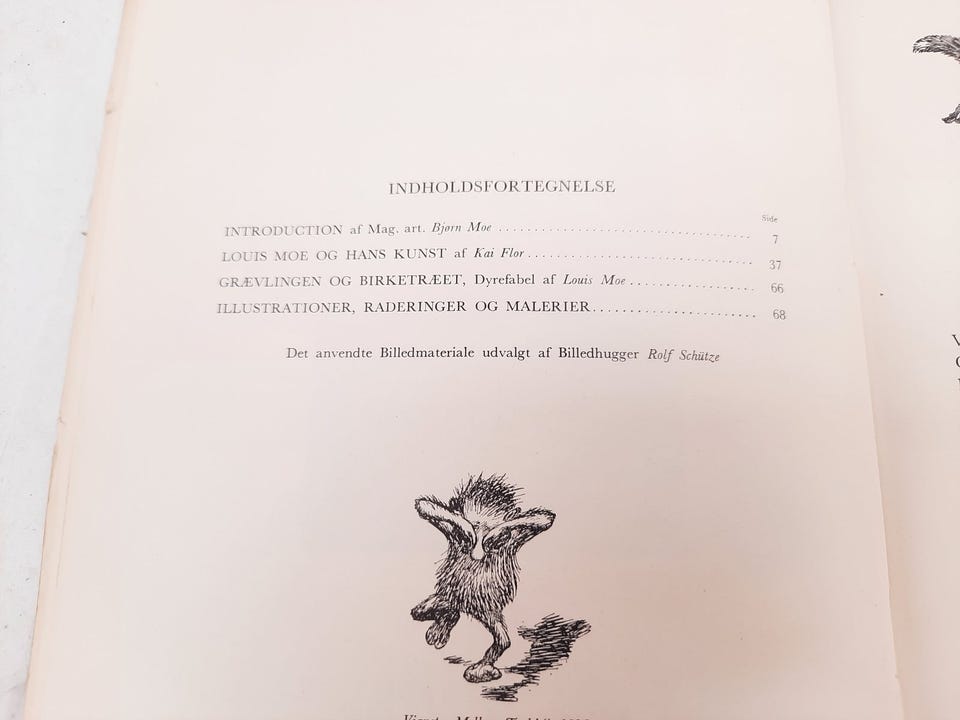 INDHOLDSFORTEGNELSE
Side
INTRODUCTION af Mag. art. Bjørn Moe 7
LOUIS MOE OG HANS KUNST af Kai Flor 37
GRÆVLINGEN OG BIRKETRÆET, Dyrefabel af Louis Moe 66
ILLUSTRATIONER, RADERINGER OG MALERIER 68
Det anvendte Billedmateriale udvalgt af Billedhugger Rolf Schütze